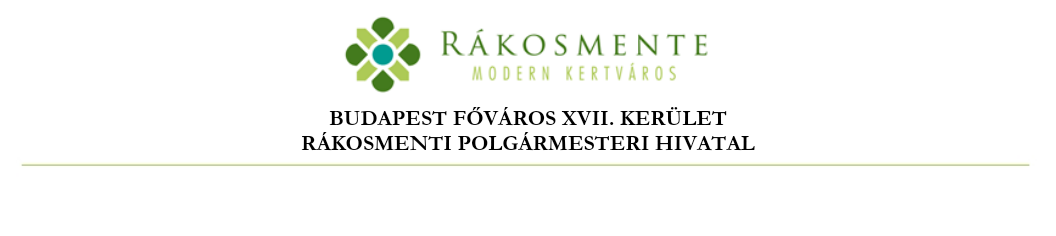 RÁKOSMENTE
MODERN KERTVÁROS
BUDAPEST FŐVÁROS XVII. KERÜLET
RÁKOSMENTI POLGÁRMESTERI HIVATAL